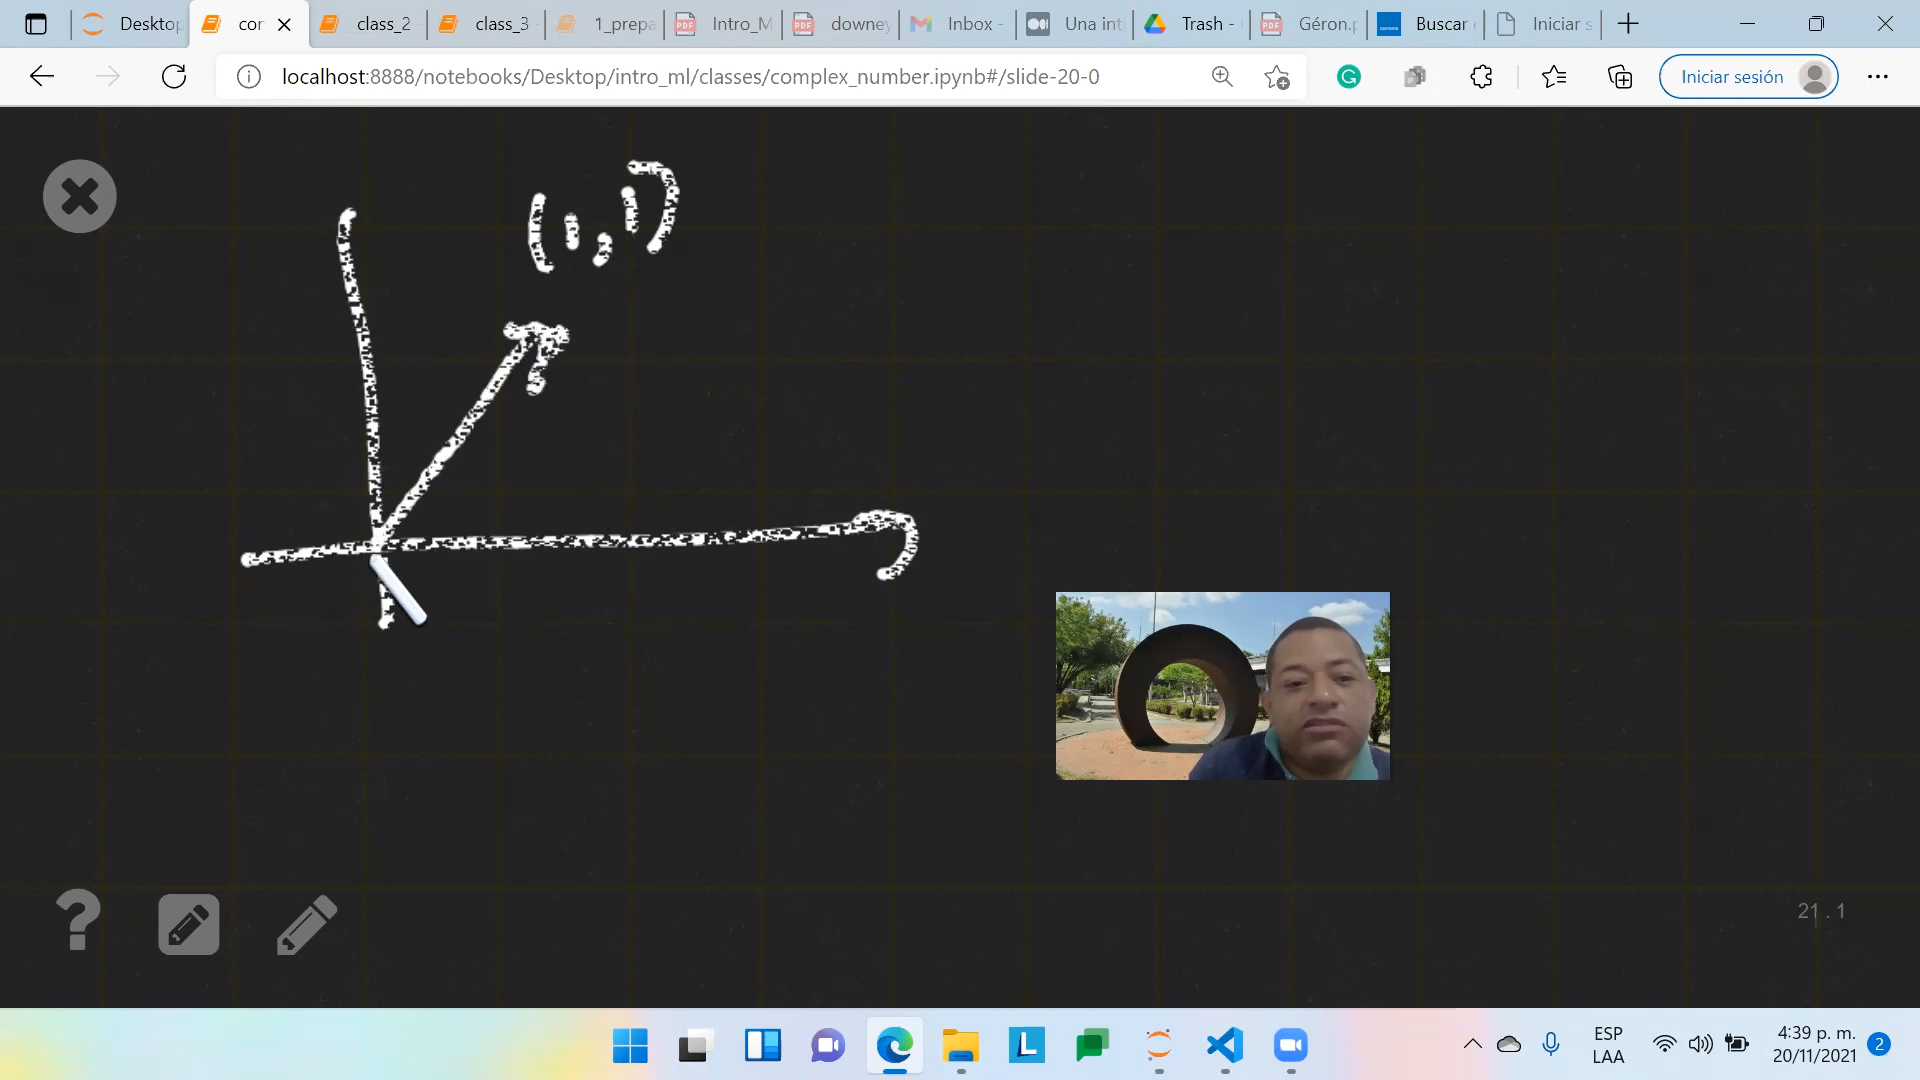 Desktop
cor
class_2
class_3
1_prepa
Intro_M
downey
Inbox -
Una int
Trash -
Géron.p
Buscar
Iniciar s
localhost:8888/notebooks/Desktop/intro_ml/classes/complex_number.ipynb#/slide-20-0
Iniciar sesión
(1,1)
?
21.1
L
ESP
LAA
4:39 p. m.
20/11/2021
2